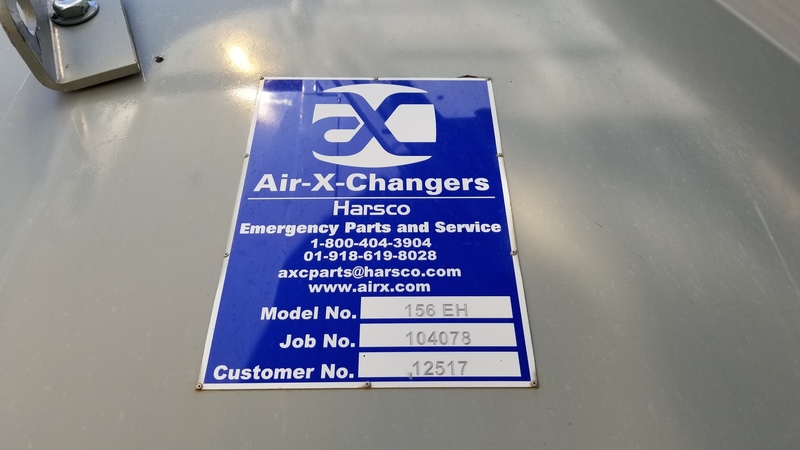 aX
Air-X-Changers
Harsco
Emergency Parts and Service
1-800-404-3904
01-918-619-8028
axcparts@harsco.com
www.airx.com
Model No. 156 EH
Job No. 104078
Customer No. 12517